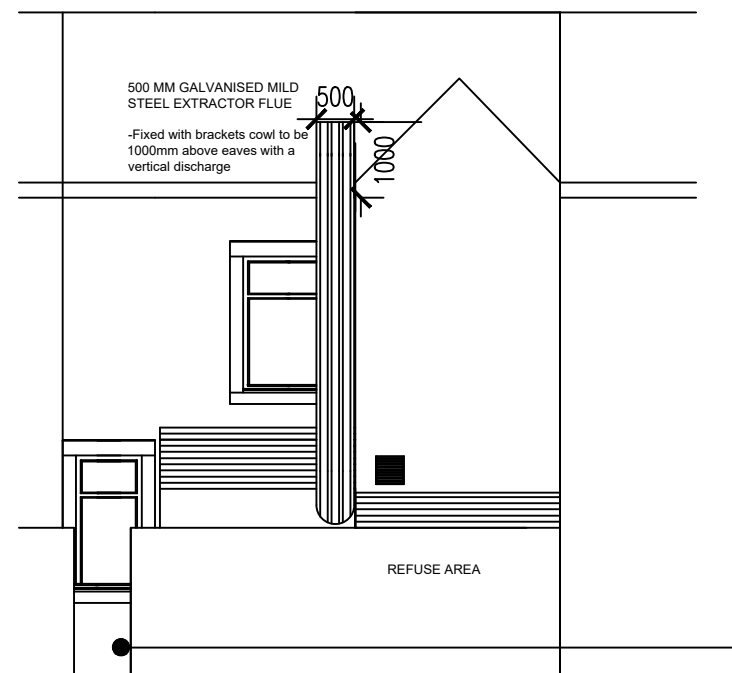 500 MM GALVANISED MILD
STEEL EXTRACTOR FLUE
-Fixed with brackets cowl to be
1000mm above eaves with a
vertical discharge
500
1000
REFUSE AREA